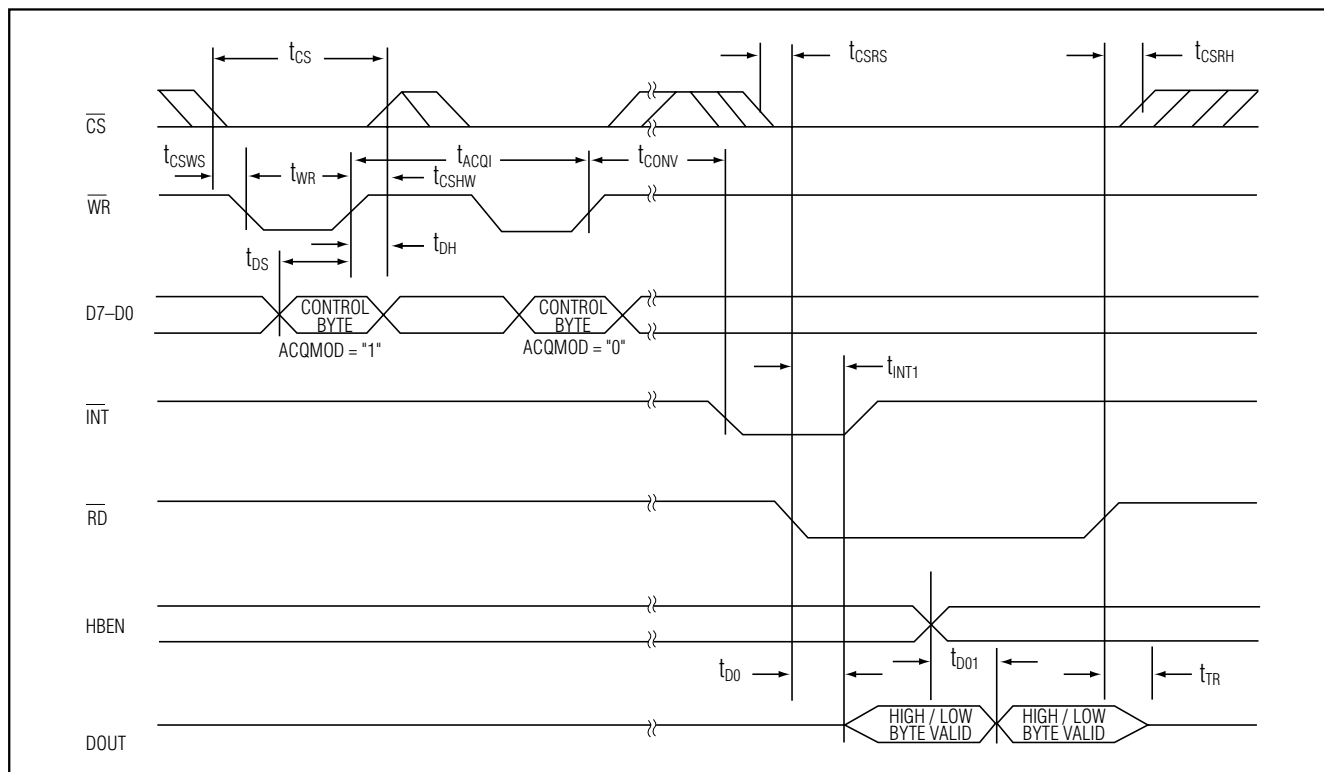 tCS
tCSRS
tCSRH
CS
tCSWS
tWR
tACQI
tCONV
tCSHW
WR
tDH
tDS
D7–D0
CONTROL
BYTE
CONTROL
BYTE
ACQMOD = "1"
ACQMOD = "0"
tINT1
INT
RD
HBEN
tD0
tD01
tTR
HIGH / LOW
BYTE VALID
HIGH / LOW
BYTE VALID
DOUT